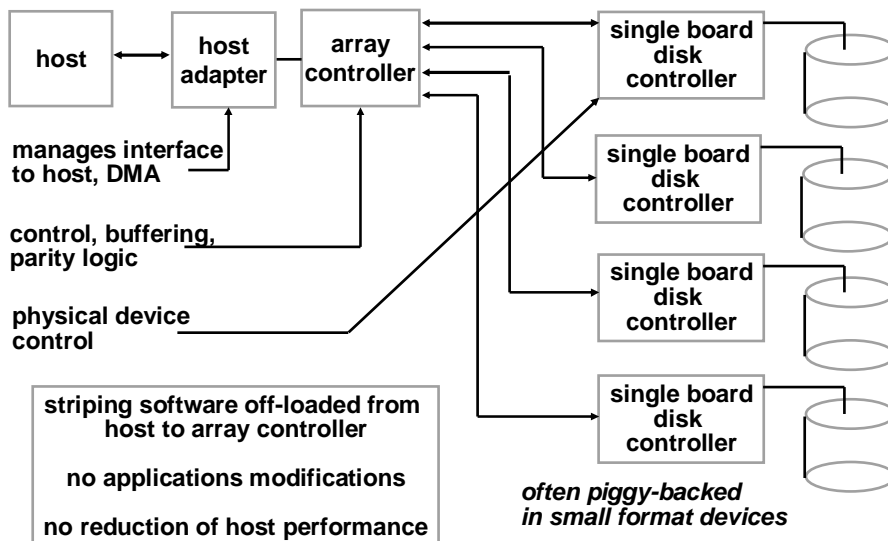 host
host
adapter
array
controller
single board
disk
controller
manages interface
to host, DMA
single board
disk
controller
control, buffering,
parity logic
single board
disk
controller
physical device
control
single board
disk
controller
striping software off-loaded from
host to array controller
no applications modifications
no reduction of host performance
often piggy-backed
in small format devices